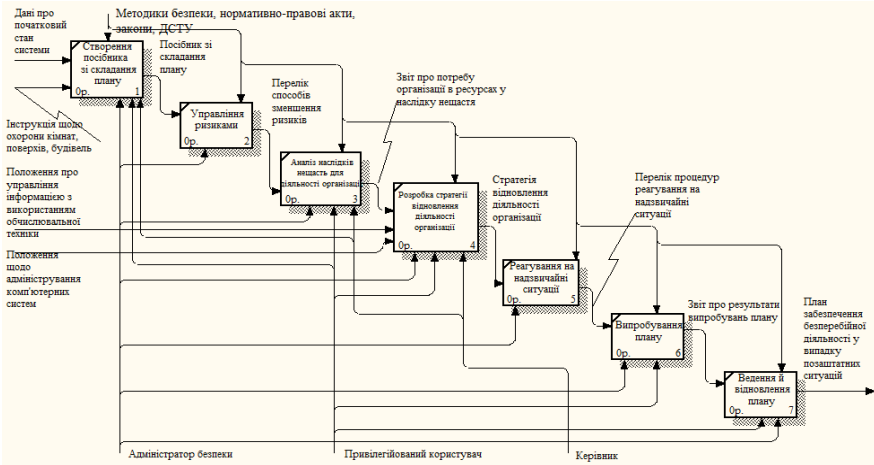 Дані про
початковий
стан
системи
Методики безпеки, нормативно-правові акти,
закони, ДСТУ
Створення
посібника
зі складання
плану
0р. 1
Посібник зі
складання
плану
Управління
ризиками
0р. 2
Перелік
способів
зменшення
ризиків
Звіт про потребу
організації в ресурсах у
наслідку нещастя
Інструкція щодо
охорони кімнат,
поверхів, будівель
Аналіз наслідків
нещасть для
діяльності організації
0р. 3
Положення про
управління
інформацією з
використанням
обчислювальної
техніки
Розробка стратегії
відновлення
діяльності
організації
0р. 4
Стратегія
відновлення
діяльності
організації
Перелік процедур
реагування на
надзвичайні
ситуації
Положення
щодо
адміністрування
комп'ютерних
систем
Реагування на
надзвичайні
ситуації
0р. 5
Випробування
плану
0р. 6
Звіт про результати
випробувань плану
План
забезпечення
безперебійної
діяльності у
випадку
позаштатних
ситуацій
Ведення й
відновлення
плану
0р. 7
Адміністратор безпеки
Привілегійований користувач
Керівник